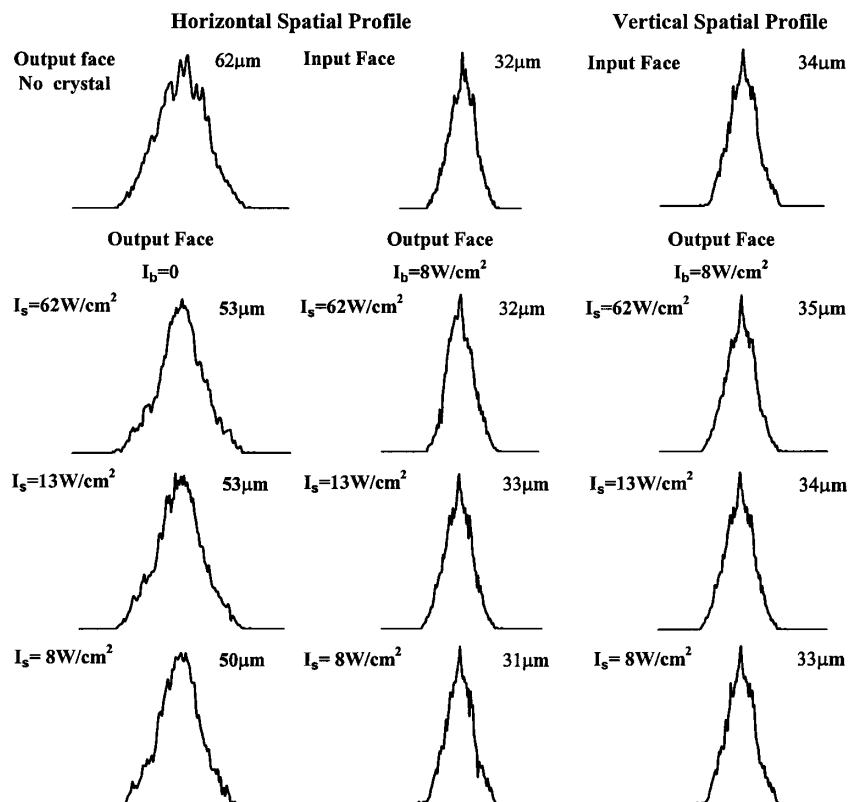 Horizontal Spatial Profile Vertical Spatial Profile
Output face No crystal 62μm Input Face 32μm Input Face 34μm
Output Face Output Face Output Face
I_b=0 I_b=8W/cm² I_b=8W/cm²
I_s=62W/cm² 53μm I_s=62W/cm² 32μm I_s=62W/cm² 35μm
I_s=13W/cm² 53μm I_s=13W/cm² 33μm I_s=13W/cm² 34μm
I_s= 8W/cm² 50μm I_s= 8W/cm² 31μm I_s= 8W/cm² 33μm